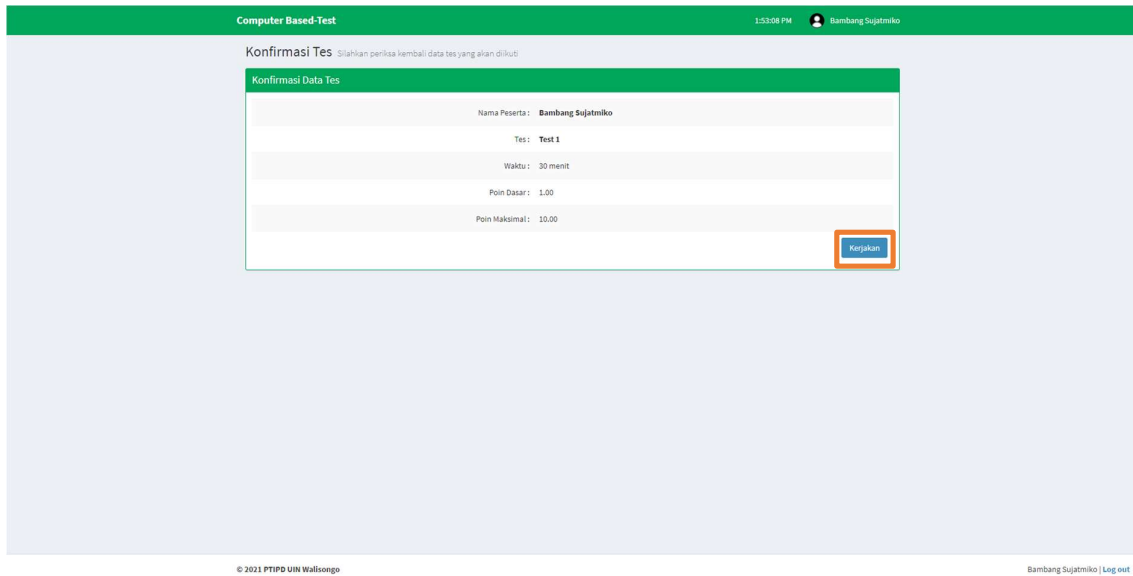 Computer Based-Test 1:53:08 PM Bambang Sujatmiko
Konfirmasi Tes Silahkan periksa kembali data tes yang akan diikuti
Konfirmasi Data Tes
Nama Peserta : Bambang Sujatmiko
Tes : Test 1
Waktu : 30 menit
Poin Dasar : 1.00
Poin Maksimal : 10.00
Kerjakan
© 2021 PTIPD UIN Walisongo Bambang Sujatmiko | Log out